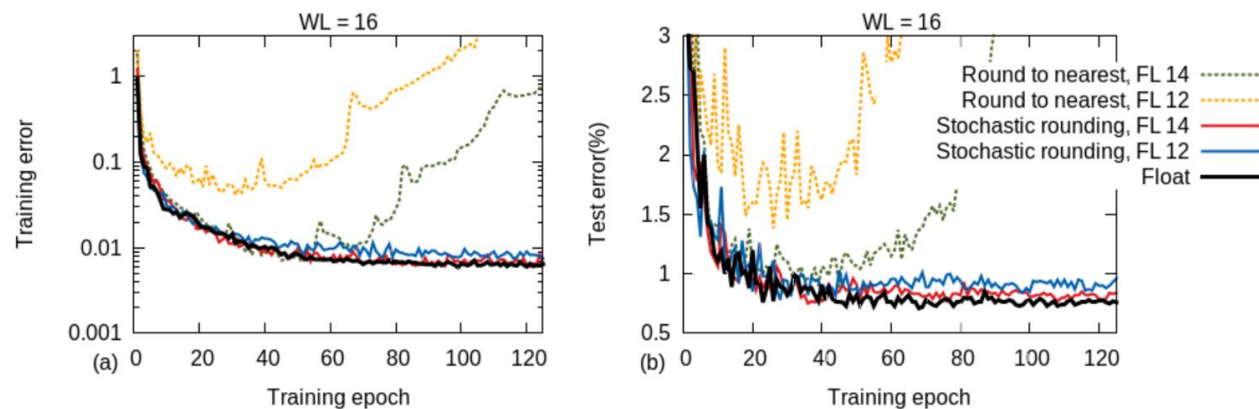 WL = 16
1
0.1
0.01
0.001
Training error
0 20 40 60 80 100 120
(a)
Training epoch
WL = 16
3
2.5
2
1.5
1
0.5
Test error(%)
0 20 40 60 80 100 120
(b)
Training epoch
Round to nearest, FL 14
Round to nearest, FL 12
Stochastic rounding, FL 14
Stochastic rounding, FL 12
Float